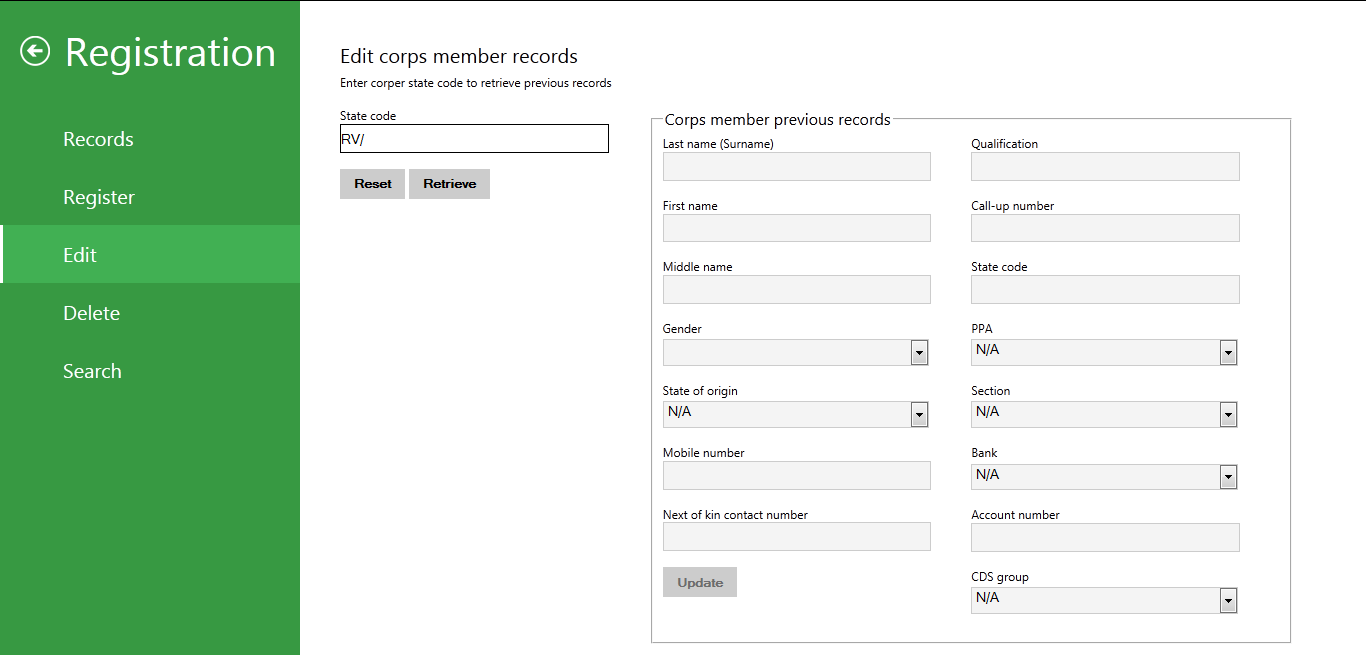 Registration
Records
Register
Edit
Delete
Search
Edit corps member records
Enter corper state code to retrieve previous records
State code
RV/
Reset Retrieve
Corps member previous records
Last name (Surname)
First name
Middle name
Gender
State of origin
N/A
Mobile number
Next of kin contact number
Update
Qualification
Call-up number
State code
PPA
N/A
Section
N/A
Bank
N/A
Account number
CDS group
N/A